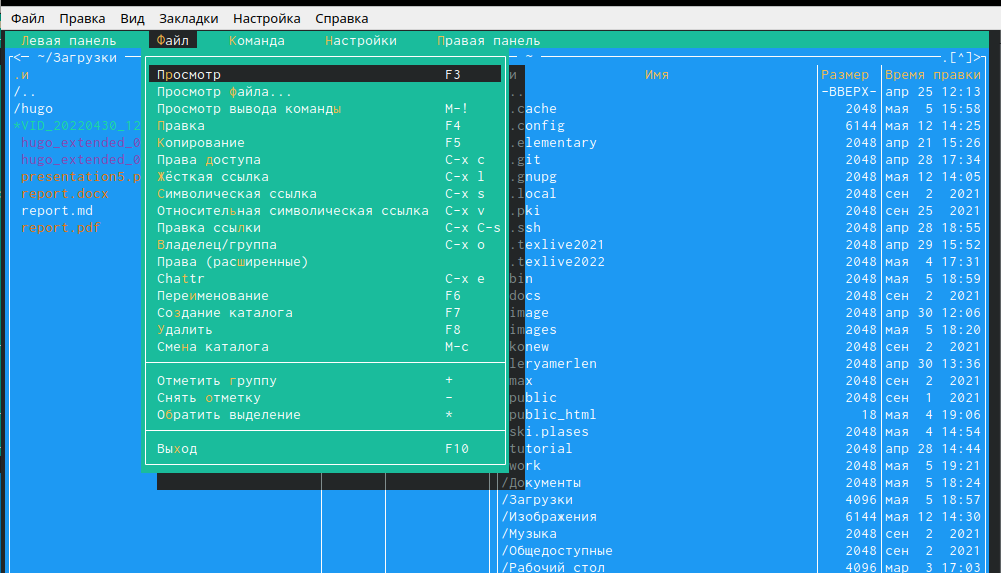 Файл Правка Вид Закладки Настройка Справка
Левая панель Файл Команда Настройки Правая панель
<─ ~/Загрузки ─ ~ .[^]>
.и Просмотр F3 и Имя Размер Время правки
/.. Просмотр файла... .. -ВВЕРХ- апр 25 12:13
/hugo Просмотр вывода команды M-! .cache 2048 мая 5 15:58
*VID_20220430_12 Правка F4 .config 6144 мая 12 14:25
hugo_extended_0 Копирование F5 .elementary 2048 апр 21 15:26
hugo_extended_0 Права доступа C-x c .git 2048 апр 28 17:34
presentation5.p Жёсткая ссылка C-x l .gnupg 2048 мая 12 14:05
report.docx Символическая ссылка C-x s .local 2048 сен 2 2021
report.md Относительная символическая ссылка C-x v .pki 2048 сен 25 2021
report.pdf Правка ссылки C-x C-s .ssh 2048 апр 28 18:55
Владелец/группа C-x o .texlive2021 2048 апр 29 15:52
Права (расширенные) .texlive2022 2048 мая 4 17:31
Chattr C-x e bin 2048 мая 5 18:59
Переименование F6 docs 2048 сен 2 2021
Создание каталога F7 image 2048 апр 30 12:06
Удалить F8 images 2048 мая 5 18:20
Смена каталога M-c konew 2048 сен 2 2021
leryamerlen 2048 апр 30 13:36
Отметить группу + max 2048 сен 2 2021
Снять отметку - public 2048 сен 1 2021
Обратить выделение * public_html 18 мая 4 19:06
ski.plases 2048 мая 4 14:54
Выход F10 tutorial 2048 апр 28 14:44
work 2048 мая 5 19:21
/Документы 2048 мая 5 18:24
/Загрузки 4096 мая 5 18:57
/Изображения 6144 мая 12 14:30
/Музыка 2048 сен 2 2021
/Общедоступные 2048 сен 2 2021
/Рабочий стол 4096 мар 3 17:03